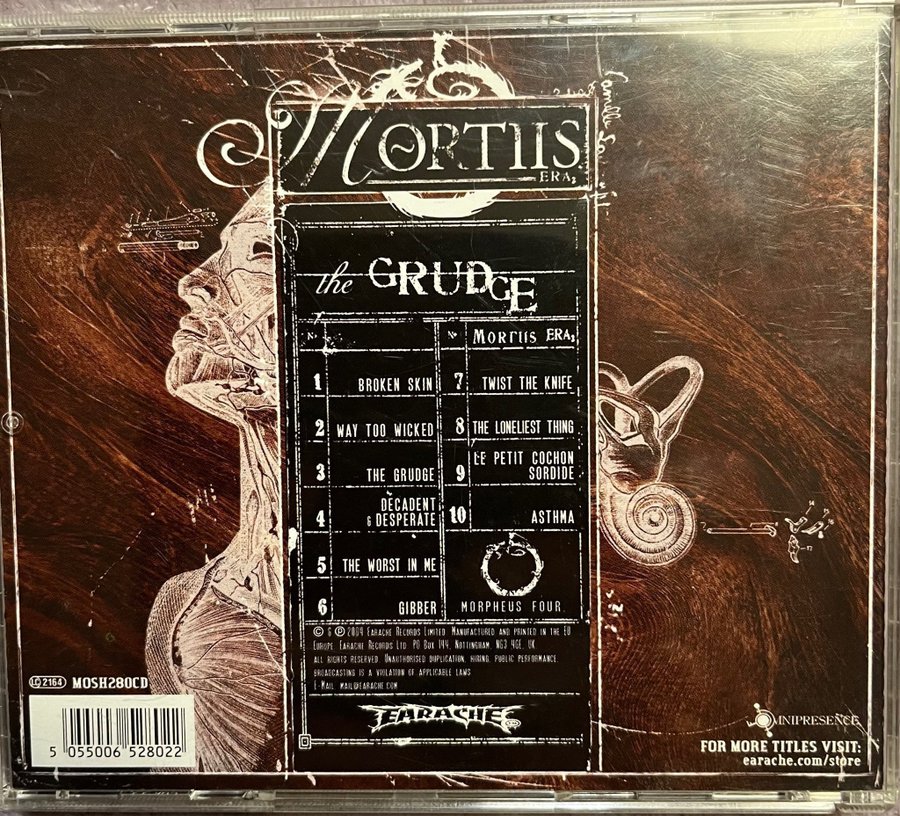 MORTIIS
ERA3
the GRUDGE
Nº
Nº MORTIIS ERA3
1 BROKEN SKIN
2 WAY TOO WICKED
3 THE GRUDGE
4 DECADENT
& DESPERATE
5 THE WORST IN ME
6 GIBBER
7 TWIST THE KNIFE
8 THE LONELIEST THING
9 LE PETIT COCHON
SORDIDE
10 ASTHMA
MORPHEUS FOUR.
© & ℗ 2004 EARACHE RECORDS LIMITED. MANUFACTURED AND PRINTED IN THE EU
EUROPE. EARACHE RECORDS LTD. PO BOX 144, NOTTINGHAM, NG3 4GE, UK
ALL RIGHTS RESERVED. UNAUTHORISED DUPLICATION, HIRING, PUBLIC PERFORMANCE,
BROADCASTING IS A VIOLATION OF APPLICABLE LAWS
E-MAIL: MAIL@EARACHE.COM
EARACHE
LC 2164 MOSH280CD
5 055006 528022
OMNIPRESENCE
FOR MORE TITLES VISIT:
earache.com/store